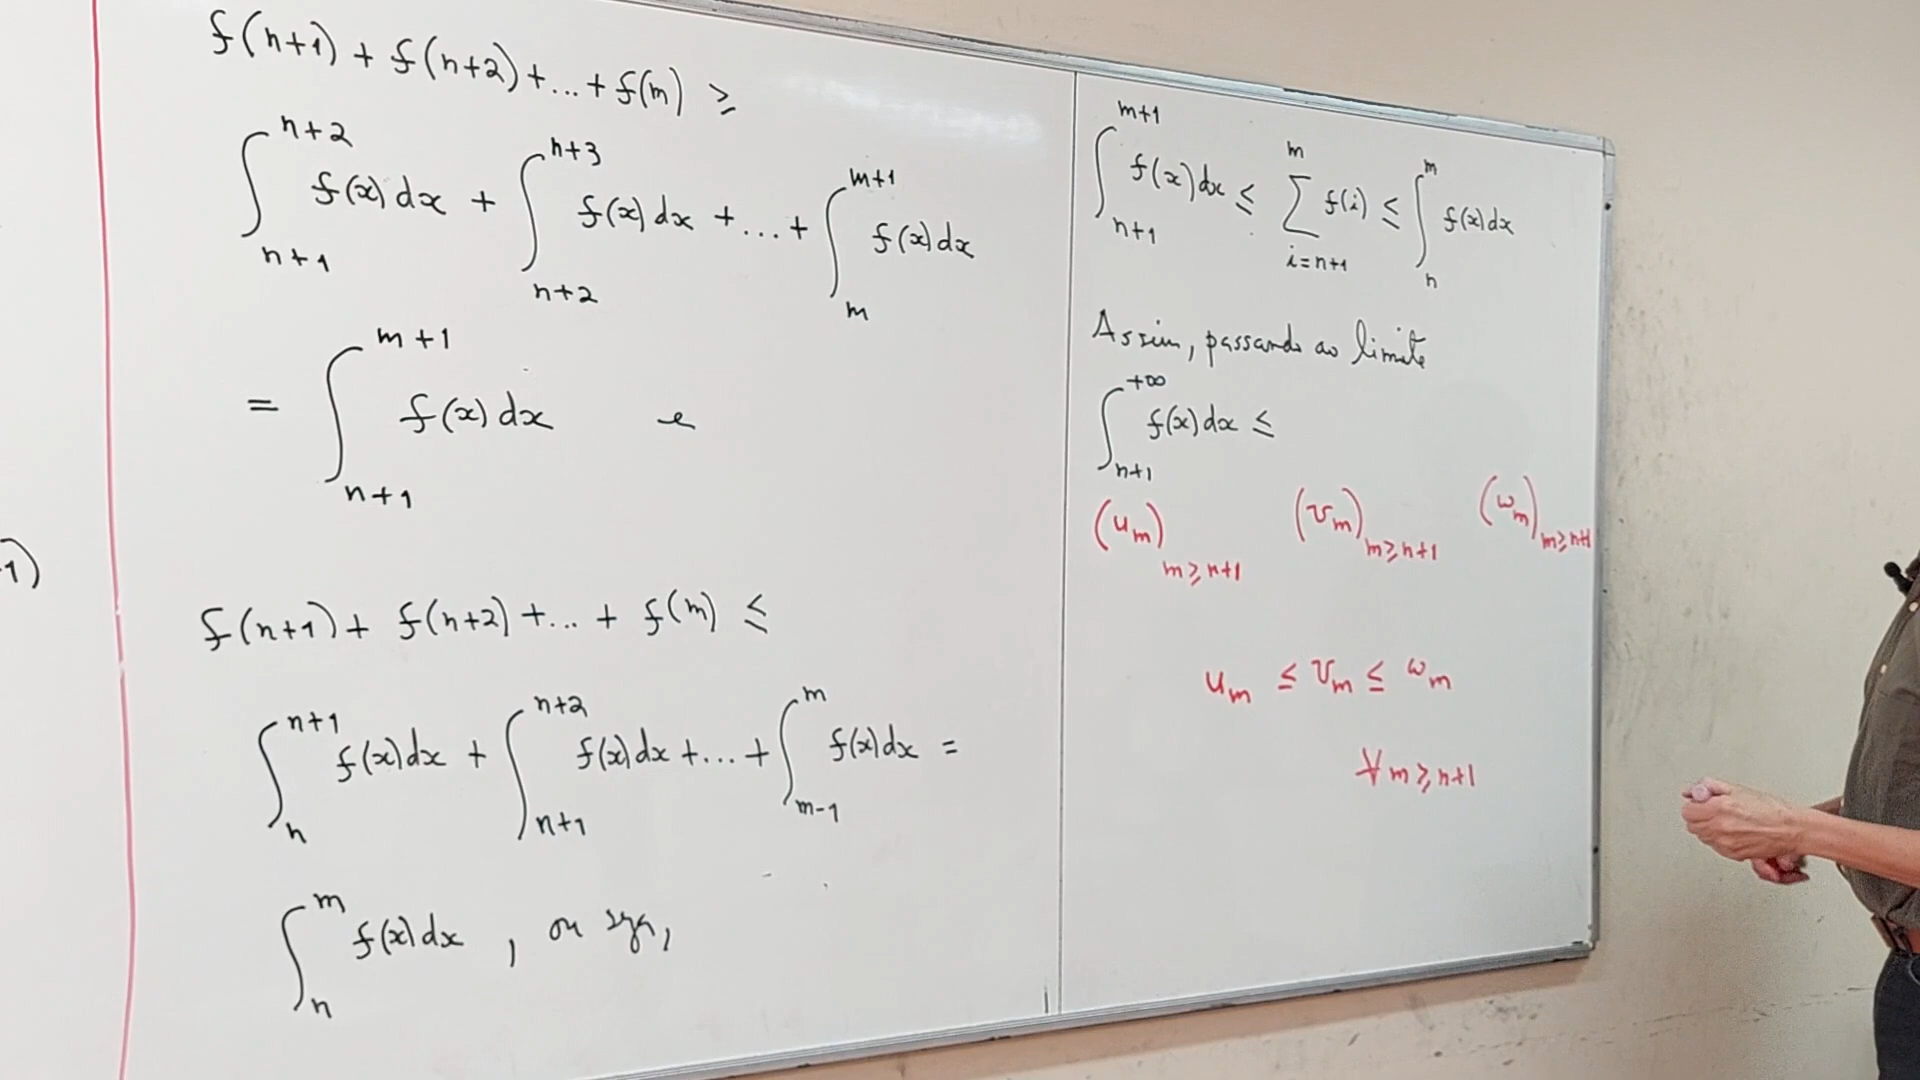 -1)
f(n+1) + f(n+2) + ... + f(m) ≥
∫_{n+1}^{n+2} f(x) dx + ∫_{n+2}^{n+3} f(x) dx + ... + ∫_{m}^{m+1} f(x) dx
= ∫_{n+1}^{m+1} f(x) dx e
f(n+1) + f(n+2) + ... + f(m) ≤
∫_{n}^{n+1} f(x) dx + ∫_{n+1}^{n+2} f(x) dx + ... + ∫_{m-1}^{m} f(x) dx =
∫_{n}^{m} f(x) dx , ou seja,
∫_{n+1}^{m+1} f(x) dx ≤ ∑_{i=n+1}^{m} f(i) ≤ ∫_{n}^{m} f(x) dx
Assim, passando ao limite
∫_{n+1}^{+∞} f(x) dx ≤
(u_m)_{m≥n+1} (v_m)_{m≥n+1} (w_m)_{m≥n+1}
u_m ≤ v_m ≤ w_m
∀ m≥n+1